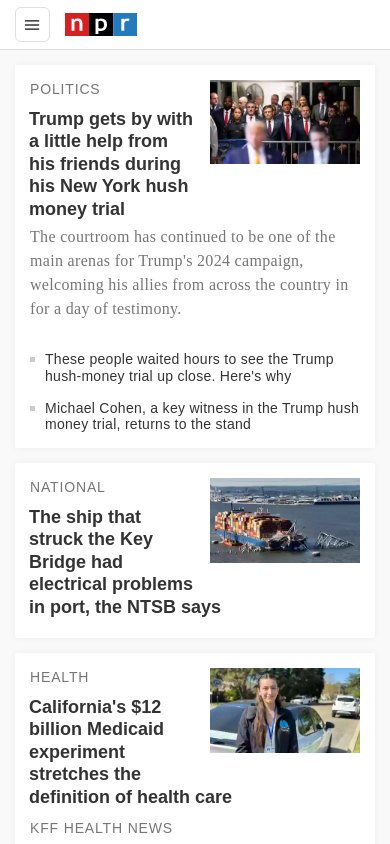 npr
POLITICS
Trump gets by with
a little help from
his friends during
his New York hush
money trial
The courtroom has continued to be one of the
main arenas for Trump's 2024 campaign,
welcoming his allies from across the country in
for a day of testimony.
These people waited hours to see the Trump
hush-money trial up close. Here's why
Michael Cohen, a key witness in the Trump hush
money trial, returns to the stand
NATIONAL
The ship that
struck the Key
Bridge had
electrical problems
in port, the NTSB says
HEALTH
California's $12
billion Medicaid
experiment
stretches the
definition of health care
KFF HEALTH NEWS